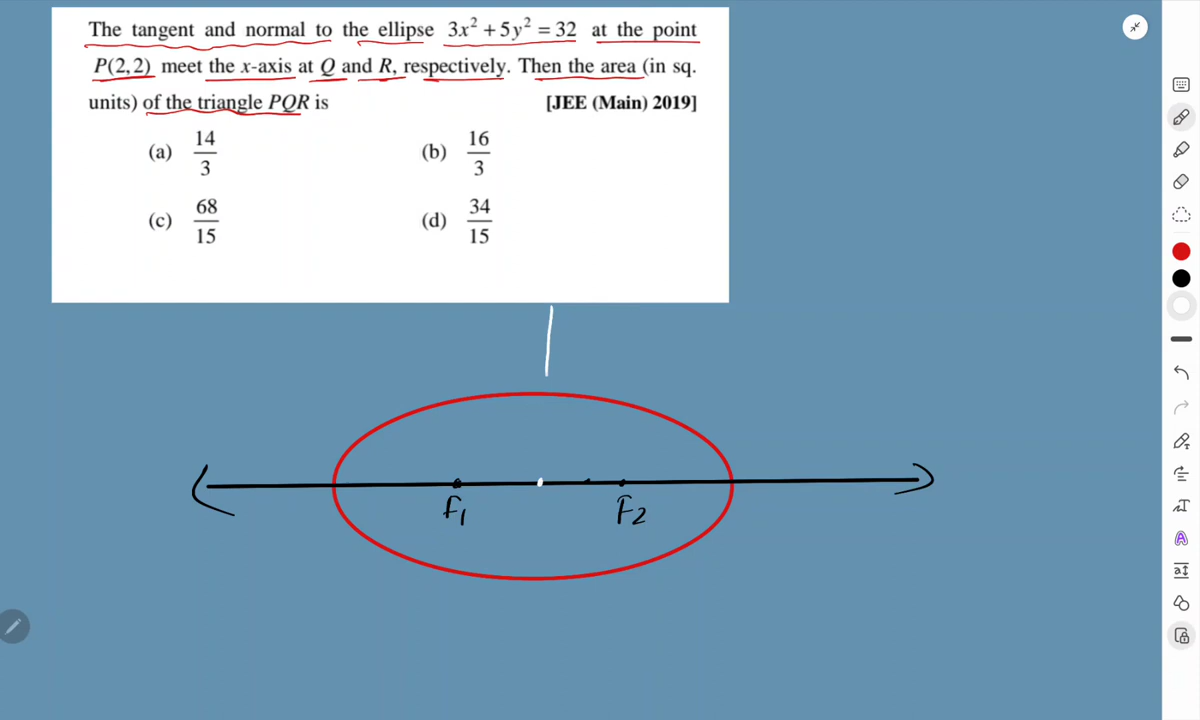 The tangent and normal to the ellipse 3x² + 5y² = 32 at the point
P(2,2) meet the x-axis at Q and R, respectively. Then the area (in sq.
units) of the triangle PQR is [JEE (Main) 2019]
(a) 14/3 (b) 16/3
(c) 68/15 (d) 34/15
F₁ F₂